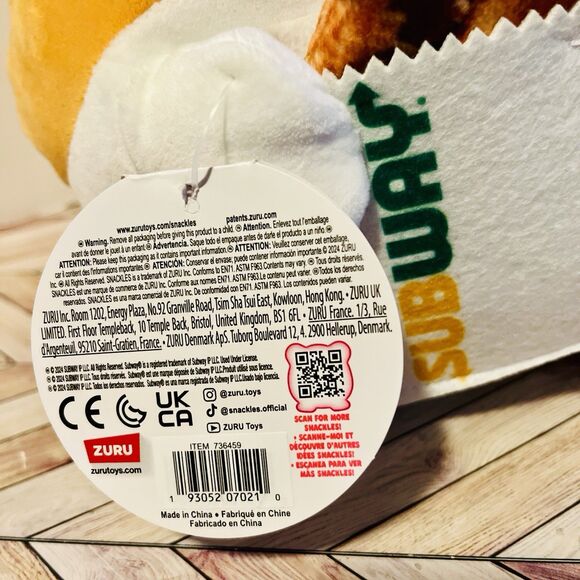 SUBWAY®
www.zurutoys.com/snackles
patents.zuru.com
Warning. Remove all packaging before giving this product to a child. Attention. Enlevez tout l'emballage
avant de donner le jouet à un enfant. Advertencia. Saque todo el empaque antes de darlo de producto a un niño.
ATTENTION: Please keep this packaging as it contains important information. ATTENTION: Veuillez conserver cet emballage,
car il contient des l'informations importantes. ATENCIÓN: Conservar el envase, puede contener información importante. © 2024 ZURU
Inc. All rights reserved. SNACKLES is a trademark of ZURU Inc. Conforms to EN71, ASTM F963. Contents may vary. Tous droits
réservés. SNACKLES est une marque de commerce de ZURU Inc. Conforme à EN71, ASTM F963. Le contenu peut varier. Todos los derechos
reservados. SNACKLES es una marca comercial de ZURU Inc. Conforme a EN71, ASTM F963. Los contenidos pueden variar.
ZURU Inc. Room 1202, Energy Plaza, No.92 Granville Road, Tsim Sha Tsui East, Kowloon, Hong Kong. • ZURU UK
LIMITED. First Floor Templeback, 10 Temple Back, Bristol, United Kingdom, BS1 6FL • ZURU France. 1/3, Rue
d'Argenteuil, 95210 Saint-Gratien, France. • ZURU Denmark ApS. Tuborg Boulevard 12, 4. 2900 Hellerup, Denmark.
© 2024 SUBWAY IP LLC. All Rights Reserved. Subway® is a registered trademark of Subway IP LLC. Used Under License.
© 2024 SUBWAY IP LLC. Tous droits réservés. Subway® est une marque déposée de Subway IP LLC. Produit utilisé sous licence.
© 2024 SUBWAY IP LLC. Todos los derechos reservados. Subway® es una marca registrada de Subway IP LLC. Usado bajo licencia.
CE
UK
CA
@zuru.toys
@snackles.official
ZURU Toys
SCAN FOR MORE
SNACKLES!
• SCANNE-MOI ET
DÉCOUVRE D'AUTRES
IDÉES SNACKLES!
• ESCANEA PARA VER
MÁS SNACKLES!
ZURU
zurutoys.com
ITEM 736459
1 93052 07021 0
Made in China • Fabriqué en Chine
Fabricado en China